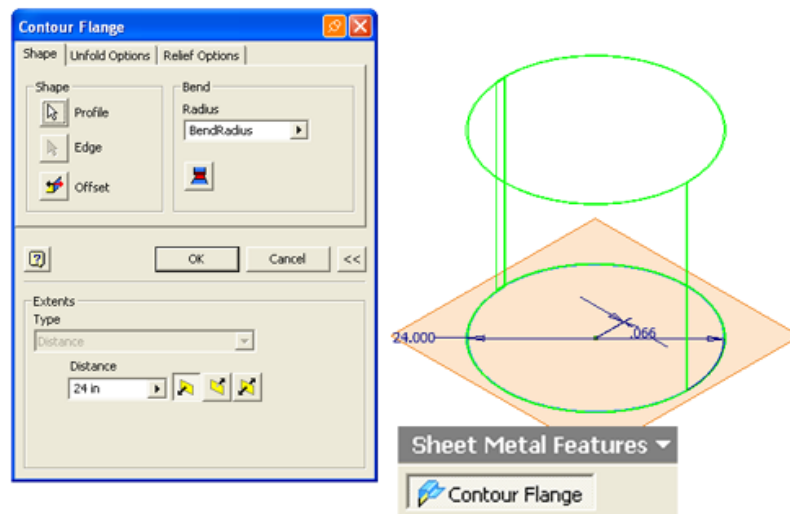 Contour Flange
Shape Unfold Options Relief Options
Shape
Profile
Edge
Offset
Bend
Radius
BendRadius
OK Cancel <<
Extents
Type
Distance
Distance
24 in
24.000
.066
Sheet Metal Features
Contour Flange